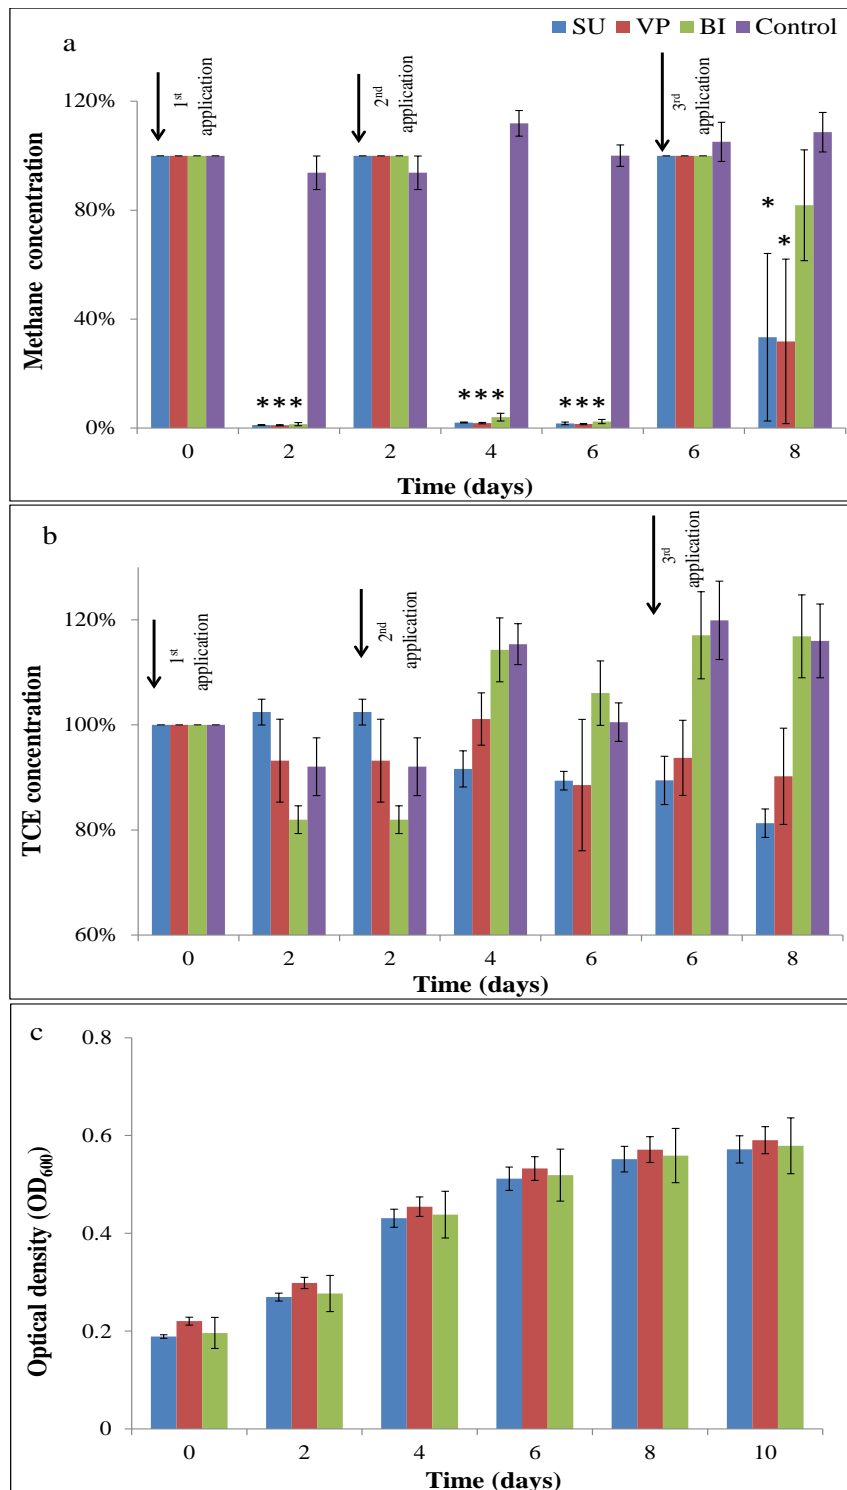 a
SU VP BI Control
1st application
2nd application
3rd application
Methane concentration
120%
80%
40%
0%
* *
*** *** ***
0 2 2 4 6 6 8
Time (days)
b
1st application
2nd application
3rd application
TCE concentration
120%
100%
80%
60%
0 2 2 4 6 6 8
Time (days)
c
Optical density (OD600)
0.8
0.6
0.4
0.2
0
0 2 4 6 8 10
Time (days)